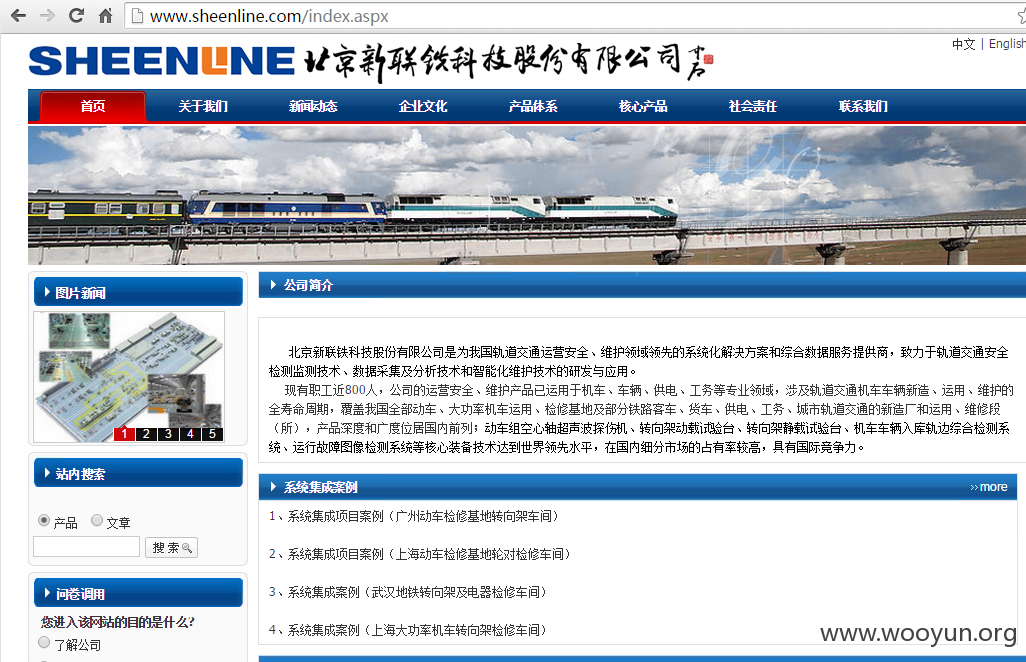 www.sheenline.com/index.aspx
中文 | English
SHEENLINE 北京新联铁科技股份有限公司
首页 关于我们 新闻动态 企业文化 产品体系 核心产品 社会责任 联系我们
图片新闻
1 2 3 4 5
站内搜索
产品 文章
搜 索
问卷调用
您进入该网站的目的是什么?
了解公司
公司简介
北京新联铁科技股份有限公司是为我国轨道交通运营安全、维护领域领先的系统化解决方案和综合数据服务提供商，致力于轨道交通安全
检测监测技术、数据采集及分析技术和智能化维护技术的研发与应用。
现有职工近800人，公司的运营安全、维护产品已运用于机车、车辆、供电、工务等专业领域，涉及轨道交通机车车辆新造、运用、维护的
全寿命周期，覆盖我国全部动车、大功率机车运用、检修基地及部分铁路客车、货车、供电、工务、城市轨道交通的新造厂和运用、维修段
（所），产品深度和广度位居国内前列；动车组空心轴超声波探伤机、转向架动载试验台、转向架静载试验台、机车车辆入库轨边综合检测系
统、运行故障图像检测系统等核心装备技术达到世界领先水平，在国内细分市场的占有率较高，具有国际竞争力。
系统集成案例 ››more
1、系统集成项目案例（广州动车检修基地转向架车间）
2、系统集成项目案例（上海动车检修基地轮对检修车间）
3、系统集成案例（武汉地铁转向架及电器检修车间）
4、系统集成案例（上海大功率机车转向架检修车间）
www.wooyun.org